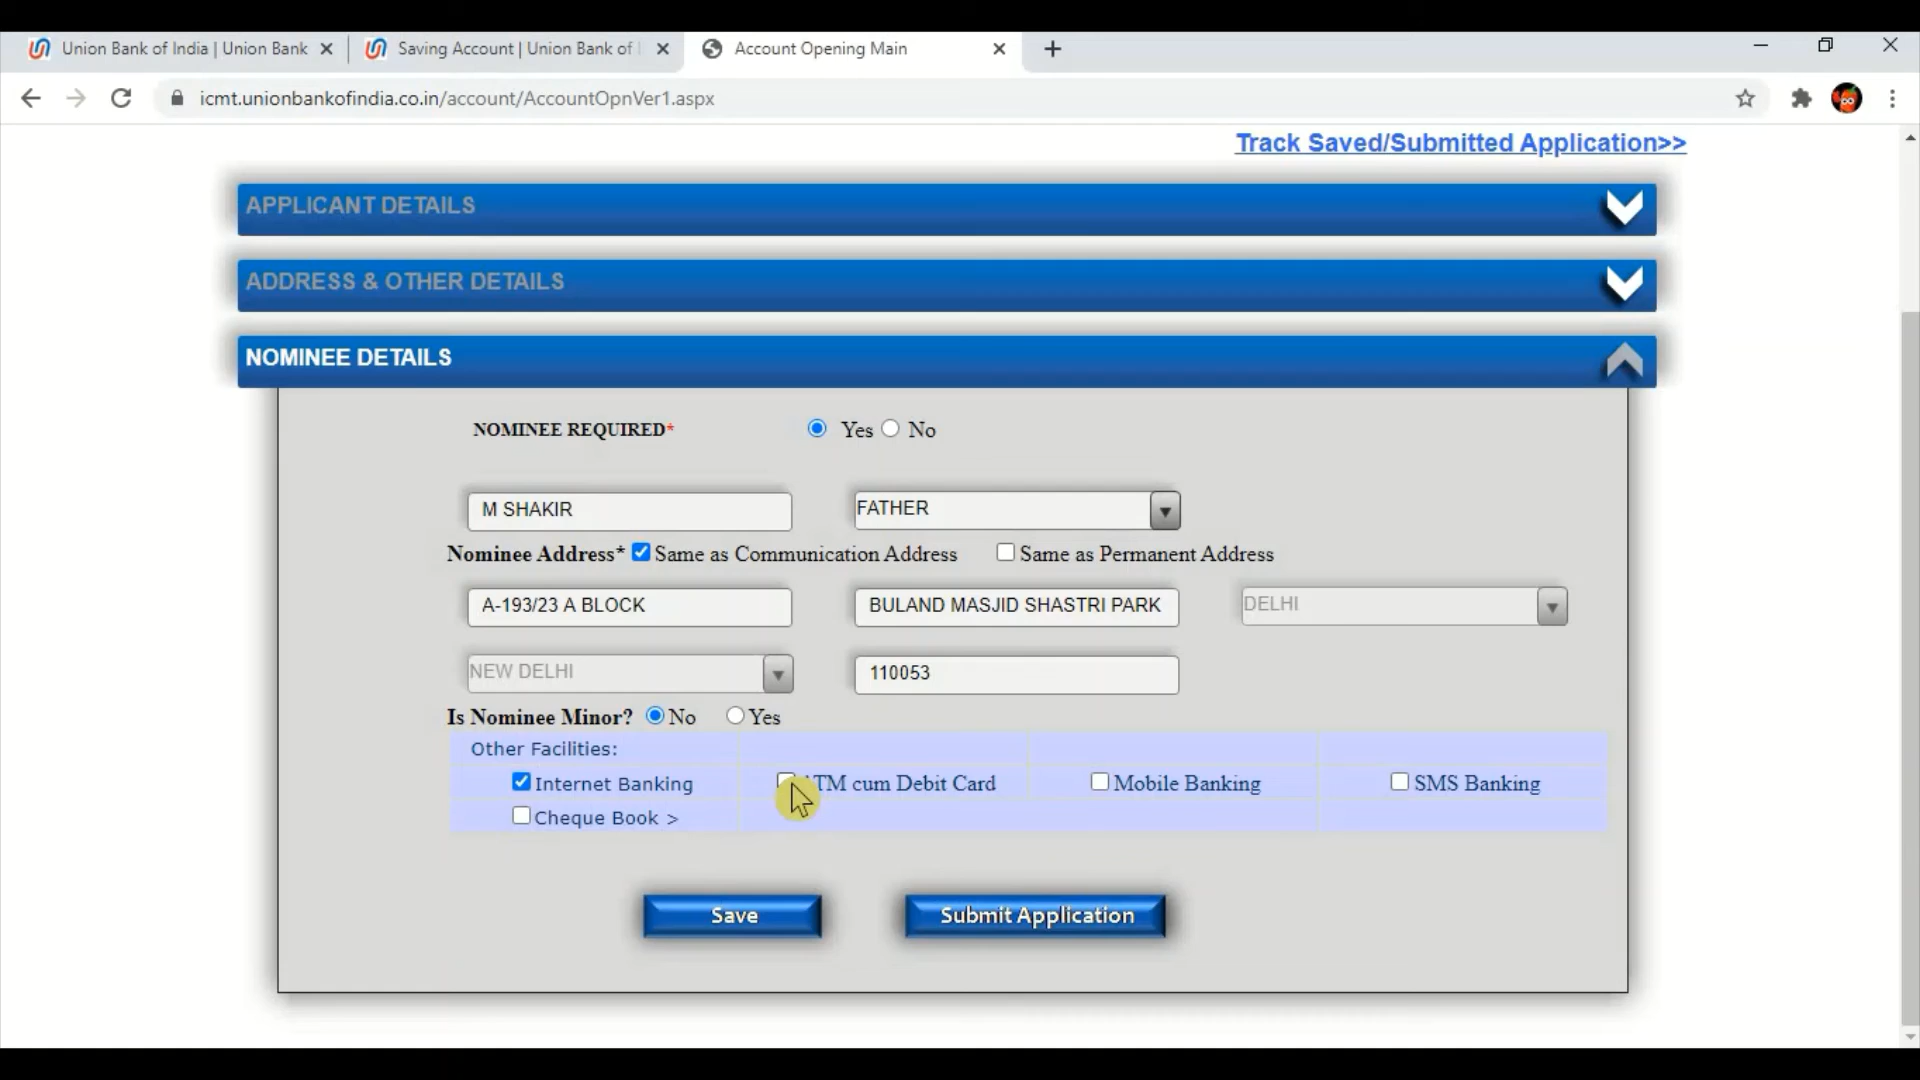 Union Bank of India | Union Bank
Saving Account | Union Bank of
Account Opening Main
icmt.unionbankofindia.co.in/account/AccountOpnVer1.aspx
Track Saved/Submitted Application>>
APPLICANT DETAILS
ADDRESS & OTHER DETAILS
NOMINEE DETAILS
NOMINEE REQUIRED* Yes No
M SHAKIR FATHER
Nominee Address* Same as Communication Address Same as Permanent Address
A-193/23 A BLOCK BULAND MASJID SHASTRI PARK DELHI
NEW DELHI 110053
Is Nominee Minor? No Yes
Other Facilities:
Internet Banking ATM cum Debit Card Mobile Banking SMS Banking
Cheque Book >
Save Submit Application